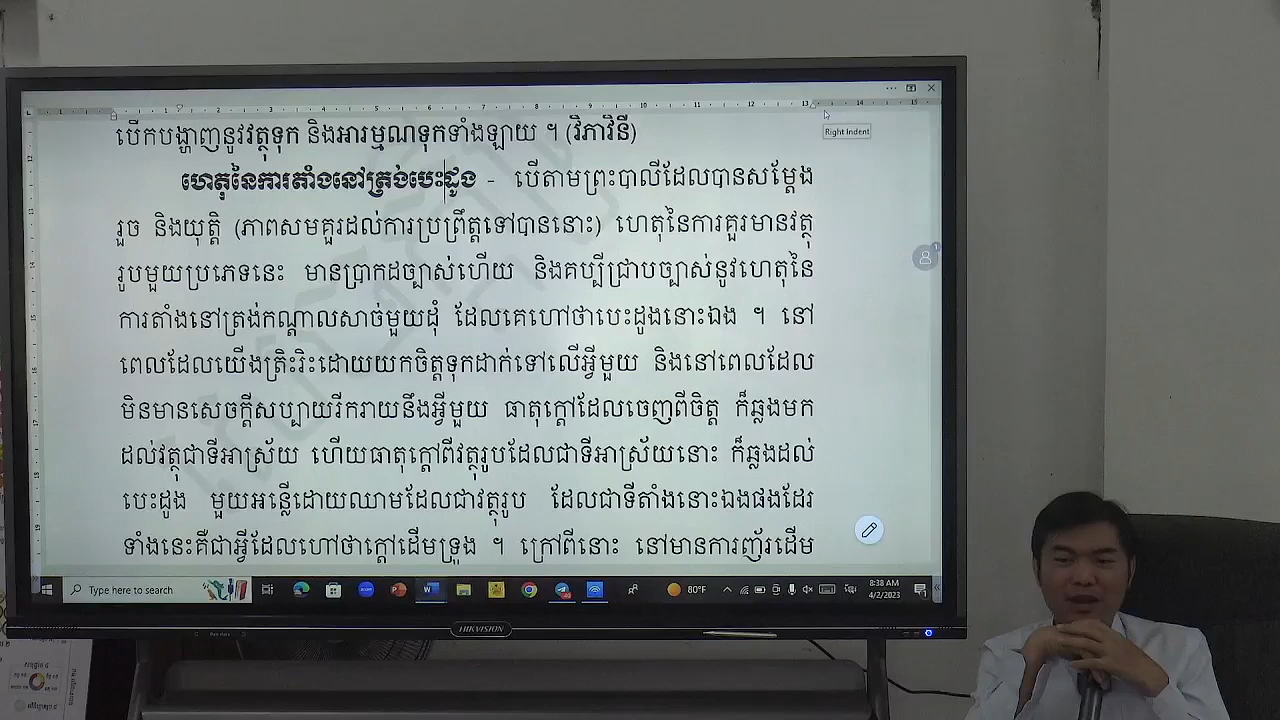 បើកបង្ហាញនូវវត្ថុទុក និងអារម្មណទុកទាំងឡាយ ។ (វិភាវិនី)
Right Indent
ហេតុនៃការតាំងនៅត្រង់បេះដូង - បើតាមព្រះបាលីដែលបានសម្ដែង
រួច និងយុត្តិ (ភាពសមគួរដល់ការប្រព្រឹត្តទៅបាននោះ) ហេតុនៃការគួរមានវត្ថុ
រូបមួយប្រភេទនេះ មានប្រាកដច្បាស់ហើយ និងគប្បីជ្រាបច្បាស់នូវហេតុនៃ
ការតាំងនៅត្រង់កណ្ដាលសាច់មួយដុំ ដែលគេហៅថាបេះដូងនោះឯង ។ នៅ
ពេលដែលយើងត្រិះរិះដោយយកចិត្តទុកដាក់ទៅលើអ្វីមួយ និងនៅពេលដែល
មិនមានសេចក្ដីសប្បាយរីករាយនឹងអ្វីមួយ ធាតុក្ដៅដែលចេញពីចិត្ត ក៏ឆ្លងមក
ដល់វត្ថុជាទីអាស្រ័យ ហើយធាតុក្ដៅពីវត្ថុរូបដែលជាទីអាស្រ័យនោះ ក៏ឆ្លងដល់
បេះដូង មួយអន្លើដោយឈាមដែលជាវត្ថុរូប ដែលជាទីតាំងនោះឯងផងដែរ
ទាំងនេះគឺជាអ្វីដែលហៅថាក្ដៅដើមទ្រូង ។ ក្រៅពីនោះ នៅមានការញ័រដើម
Type here to search
80°F
8:38 AM
4/2/2023
HIKVISION